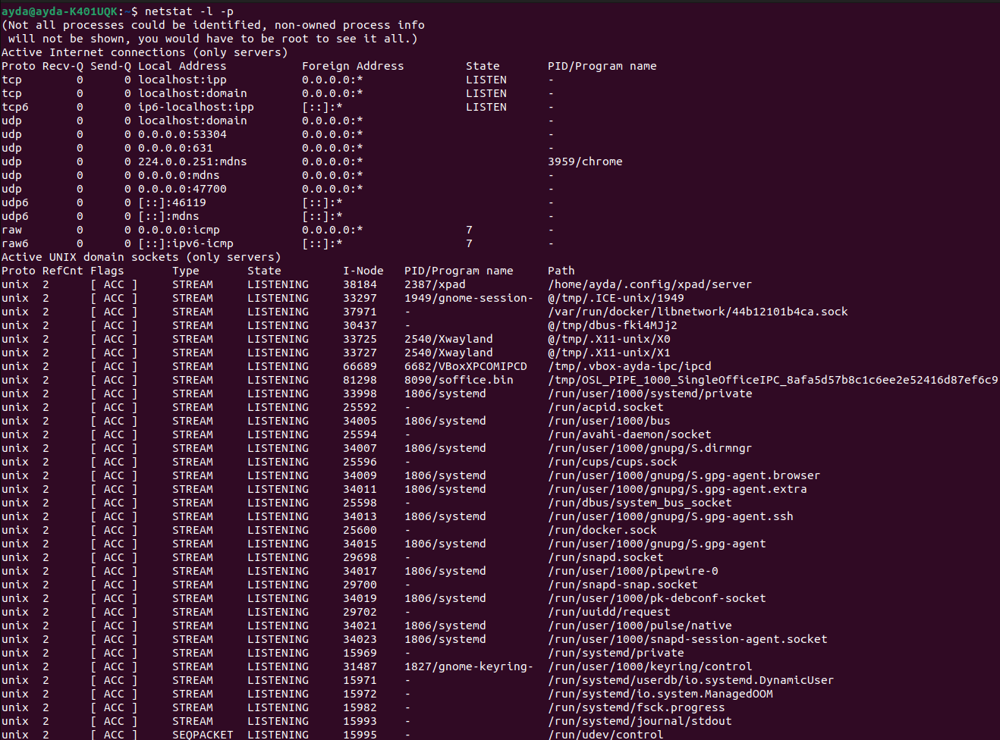 ayda@ayda-K401UQK:~$ netstat -l -p
(Not all processes could be identified, non-owned process info
 will not be shown, you would have to be root to see it all.)
Active Internet connections (only servers)
Proto Recv-Q Send-Q Local Address           Foreign Address         State       PID/Program name
tcp        0      0 localhost:ipp           0.0.0.0:*               LISTEN      -
tcp        0      0 localhost:domain        0.0.0.0:*               LISTEN      -
tcp6       0      0 ip6-localhost:ipp       [::]:*                  LISTEN      -
udp        0      0 localhost:domain        0.0.0.0:*                           -
udp        0      0 0.0.0.0:53304           0.0.0.0:*                           -
udp        0      0 0.0.0.0:631             0.0.0.0:*                           -
udp        0      0 224.0.0.251:mdns        0.0.0.0:*                           3959/chrome
udp        0      0 0.0.0.0:mdns            0.0.0.0:*                           -
udp        0      0 0.0.0.0:47700           0.0.0.0:*                           -
udp6       0      0 [::]:46119              [::]:*                              -
udp6       0      0 [::]:mdns               [::]:*                              -
raw        0      0 0.0.0.0:icmp            0.0.0.0:*               7           -
raw6       0      0 [::]:ipv6-icmp          [::]:*                  7           -
Active UNIX domain sockets (only servers)
Proto RefCnt Flags       Type       State         I-Node   PID/Program name     Path
unix  2      [ ACC ]     STREAM     LISTENING     38184    2387/xpad            /home/ayda/.config/xpad/server
unix  2      [ ACC ]     STREAM     LISTENING     33297    1949/gnome-session-  @/tmp/.ICE-unix/1949
unix  2      [ ACC ]     STREAM     LISTENING     37971    -                    /var/run/docker/libnetwork/44b12101b4ca.sock
unix  2      [ ACC ]     STREAM     LISTENING     30437    -                    @/tmp/dbus-fki4MJj2
unix  2      [ ACC ]     STREAM     LISTENING     33725    2540/Xwayland        @/tmp/.X11-unix/X0
unix  2      [ ACC ]     STREAM     LISTENING     33727    2540/Xwayland        @/tmp/.X11-unix/X1
unix  2      [ ACC ]     STREAM     LISTENING     66689    6682/VBoxXPCOMIPCD   /tmp/.vbox-ayda-ipc/ipcd
unix  2      [ ACC ]     STREAM     LISTENING     81298    8090/soffice.bin     /tmp/OSL_PIPE_1000_SingleOfficeIPC_8afa5d57b8c1c6ee2e52416d87ef6c9
unix  2      [ ACC ]     STREAM     LISTENING     33998    1806/systemd         /run/user/1000/systemd/private
unix  2      [ ACC ]     STREAM     LISTENING     25592    -                    /run/acpid.socket
unix  2      [ ACC ]     STREAM     LISTENING     34005    1806/systemd         /run/user/1000/bus
unix  2      [ ACC ]     STREAM     LISTENING     25594    -                    /run/avahi-daemon/socket
unix  2      [ ACC ]     STREAM     LISTENING     34007    1806/systemd         /run/user/1000/gnupg/S.dirmngr
unix  2      [ ACC ]     STREAM     LISTENING     25596    -                    /run/cups/cups.sock
unix  2      [ ACC ]     STREAM     LISTENING     34009    1806/systemd         /run/user/1000/gnupg/S.gpg-agent.browser
unix  2      [ ACC ]     STREAM     LISTENING     34011    1806/systemd         /run/user/1000/gnupg/S.gpg-agent.extra
unix  2      [ ACC ]     STREAM     LISTENING     25598    -                    /run/dbus/system_bus_socket
unix  2      [ ACC ]     STREAM     LISTENING     34013    1806/systemd         /run/user/1000/gnupg/S.gpg-agent.ssh
unix  2      [ ACC ]     STREAM     LISTENING     25600    -                    /run/docker.sock
unix  2      [ ACC ]     STREAM     LISTENING     34015    1806/systemd         /run/user/1000/gnupg/S.gpg-agent
unix  2      [ ACC ]     STREAM     LISTENING     29698    -                    /run/snapd.socket
unix  2      [ ACC ]     STREAM     LISTENING     34017    1806/systemd         /run/user/1000/pipewire-0
unix  2      [ ACC ]     STREAM     LISTENING     29700    -                    /run/snapd-snap.socket
unix  2      [ ACC ]     STREAM     LISTENING     34019    1806/systemd         /run/user/1000/pk-debconf-socket
unix  2      [ ACC ]     STREAM     LISTENING     29702    -                    /run/uuidd/request
unix  2      [ ACC ]     STREAM     LISTENING     34021    1806/systemd         /run/user/1000/pulse/native
unix  2      [ ACC ]     STREAM     LISTENING     34023    1806/systemd         /run/user/1000/snapd-session-agent.socket
unix  2      [ ACC ]     STREAM     LISTENING     15969    -                    /run/systemd/private
unix  2      [ ACC ]     STREAM     LISTENING     31487    1827/gnome-keyring-  /run/user/1000/keyring/control
unix  2      [ ACC ]     STREAM     LISTENING     15971    -                    /run/systemd/userdb/io.systemd.DynamicUser
unix  2      [ ACC ]     STREAM     LISTENING     15972    -                    /run/systemd/io.system.ManagedOOM
unix  2      [ ACC ]     STREAM     LISTENING     15982    -                    /run/systemd/fsck.progress
unix  2      [ ACC ]     STREAM     LISTENING     15993    -                    /run/systemd/journal/stdout
unix  2      [ ACC ]     SEQPACKET  LISTENING     15995    -                    /run/udev/control